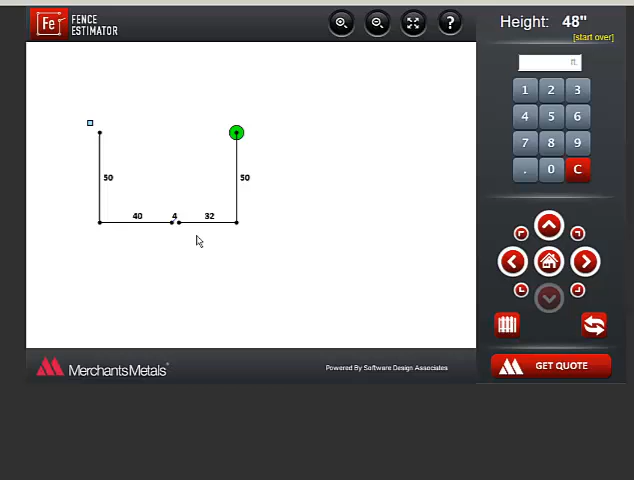 Fe FENCE
ESTIMATOR
?
Height: 48"
[start over]
ft.
1 2 3
4 5 6
7 8 9
. 0 C
50 50
40 4 32
MerchantsMetals®
Powered By Software Design Associates
GET QUOTE